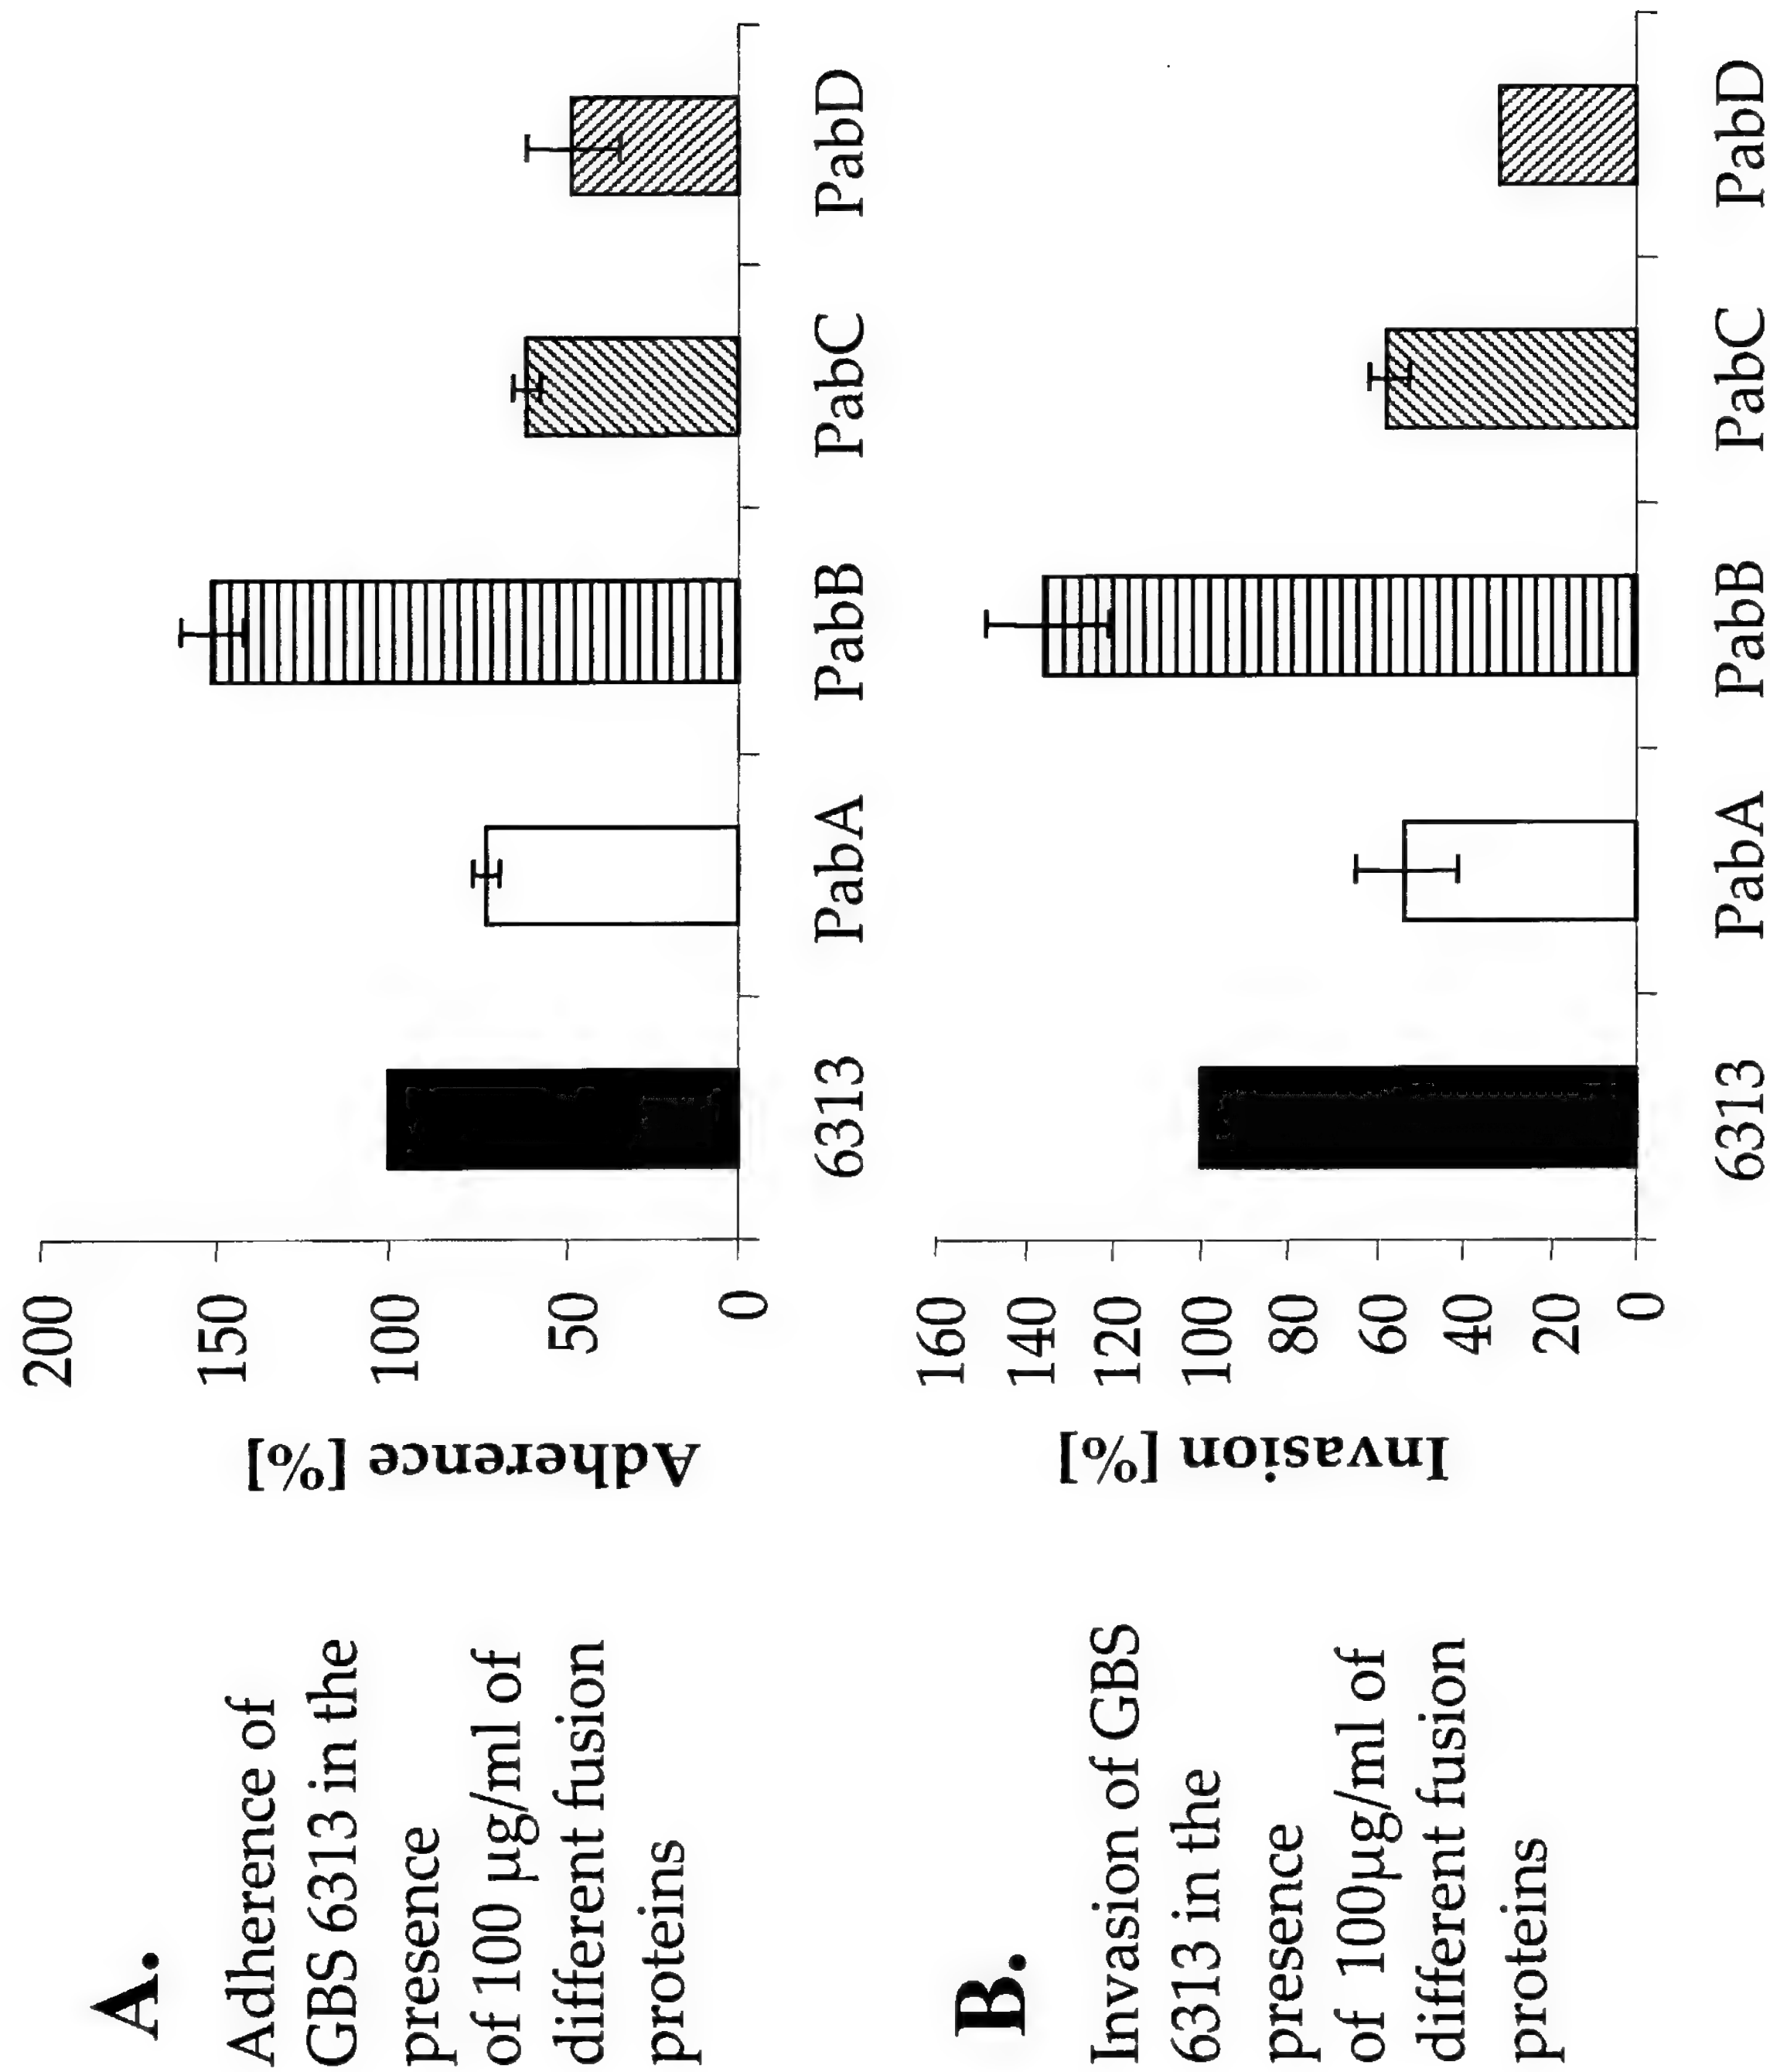 A.
Adherence of
GBS 6313 in the
presence
of 100 µg/ml of
different fusion
proteins
Adherence [%]
200
150
100
50
0
6313 PabA PabB PabC PabD
B.
Invasion of GBS
6313 in the
presence
of 100µg/ml of
different fusion
proteins
Invasion [%]
160
140
120
100
80
60
40
20
0
6313 PabA PabB PabC PabD